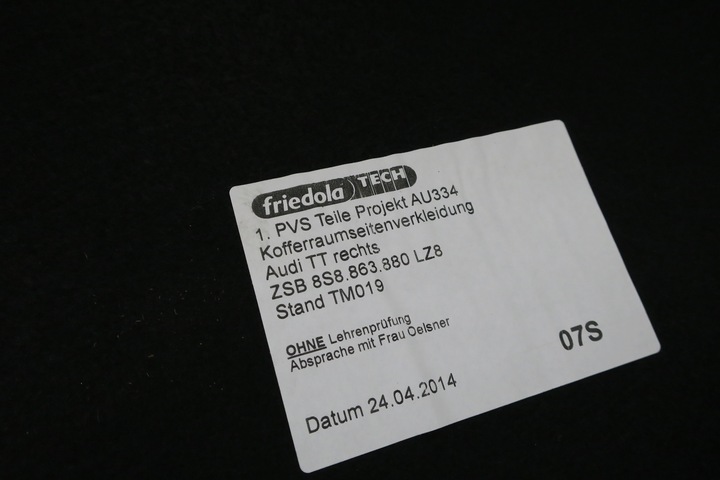 friedola TECH
1. PVS Teile Projekt AU334
Kofferraumseitenverkleidung
Audi TT rechts
ZSB 8S8.863.880 LZ8
Stand TM019
OHNE Lehrenprüfung
Absprache mit Frau Oelsner
07S
Datum 24.04.2014